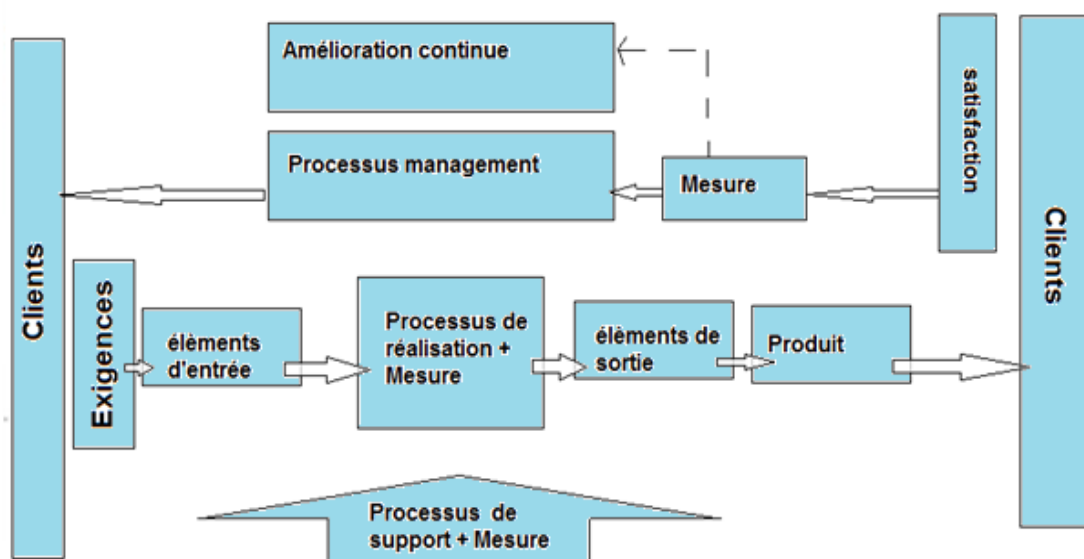 Clients
Amélioration continue
satisfaction
Processus management
Mesure
Clients
Exigences
élèments
d'entrée
Processus de
réalisation +
Mesure
élèments de
sortie
Produit
Processus de
support + Mesure